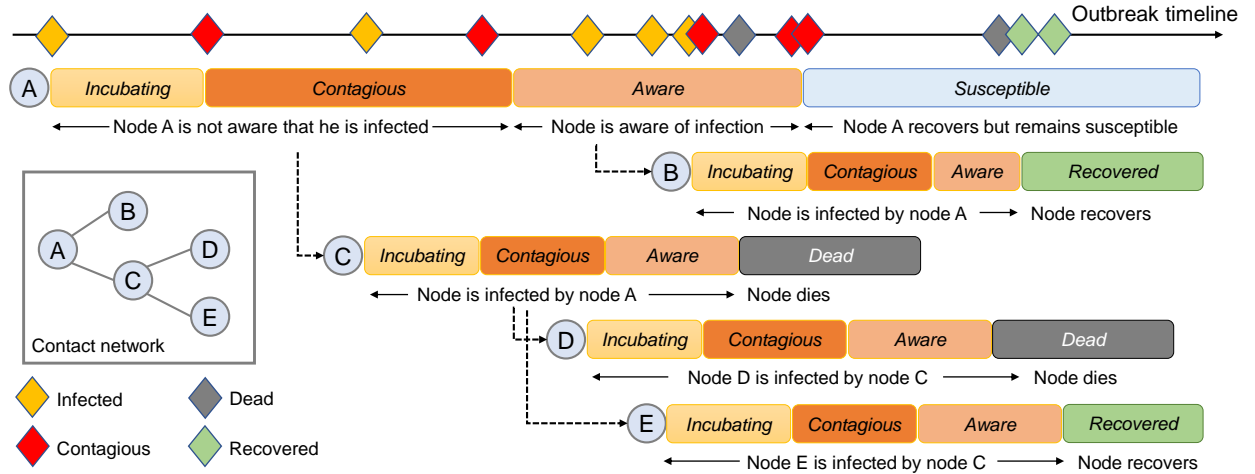 Outbreak timeline
A
Incubating
Contagious
Aware
Susceptible
Node A is not aware that he is infected
Node is aware of infection
Node A recovers but remains susceptible
B
Incubating
Contagious
Aware
Recovered
Node is infected by node A
Node recovers
C
Incubating
Contagious
Aware
Dead
Node is infected by node A
Node dies
D
Incubating
Contagious
Aware
Dead
Node D is infected by node C
Node dies
E
Incubating
Contagious
Aware
Recovered
Node E is infected by node C
Node recovers
B
A
D
C
E
Contact network
Infected
Dead
Contagious
Recovered